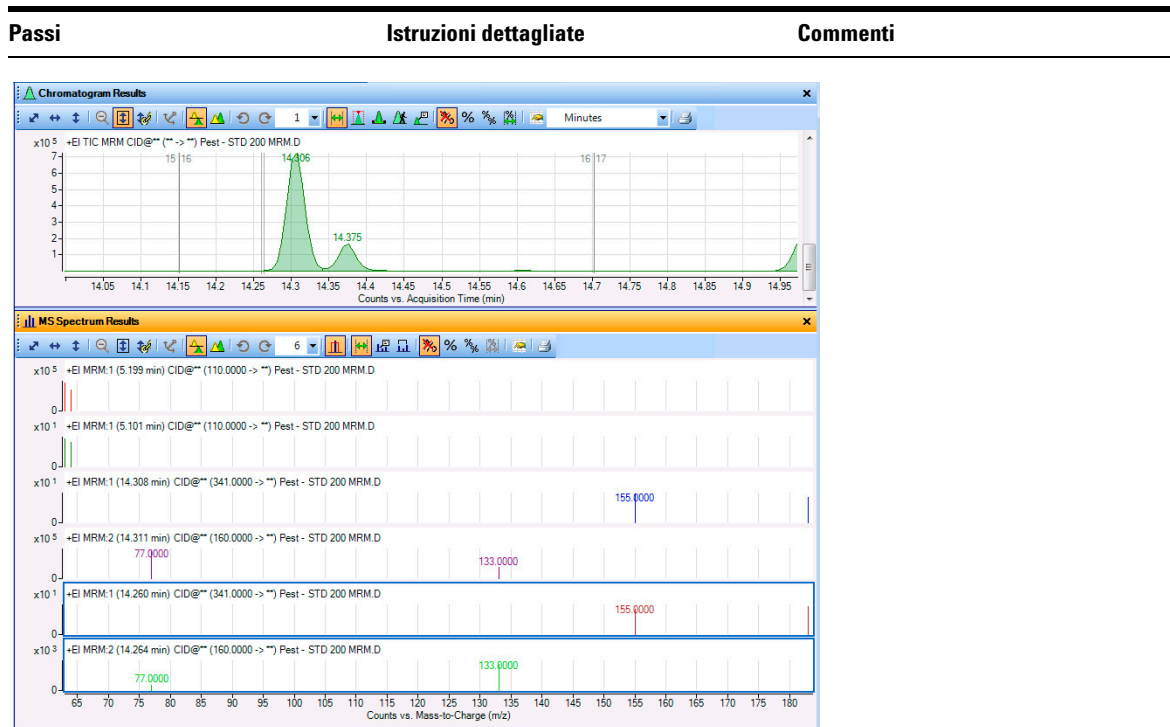 Passi Istruzioni dettagliate Commenti
Chromatogram Results
1 % Minutes
x10 5 +EI TIC MRM CID@** (** -> **) Pest - STD 200 MRM.D
7 15 16 14.306 16 17
6
5
4
3
2 14.375
1
14.05 14.1 14.15 14.2 14.25 14.3 14.35 14.4 14.45 14.5 14.55 14.6 14.65 14.7 14.75 14.8 14.85 14.9 14.95
Counts vs. Acquisition Time (min)
MS Spectrum Results
6 %
x10 5 +EI MRM:1 (5.199 min) CID@** (110.0000 -> **) Pest - STD 200 MRM.D
0
x10 1 +EI MRM:1 (5.101 min) CID@** (110.0000 -> **) Pest - STD 200 MRM.D
0
x10 1 +EI MRM:1 (14.308 min) CID@** (341.0000 -> **) Pest - STD 200 MRM.D
155.0000
0
x10 5 +EI MRM:2 (14.311 min) CID@** (160.0000 -> **) Pest - STD 200 MRM.D
77.0000
133.0000
0
x10 1 +EI MRM:1 (14.260 min) CID@** (341.0000 -> **) Pest - STD 200 MRM.D
155.0000
0
x10 3 +EI MRM:2 (14.264 min) CID@** (160.0000 -> **) Pest - STD 200 MRM.D
133.0000
77.0000
0
65 70 75 80 85 90 95 100 105 110 115 120 125 130 135 140 145 150 155 160 165 170 175 180
Counts vs. Mass-to-Charge (m/z)